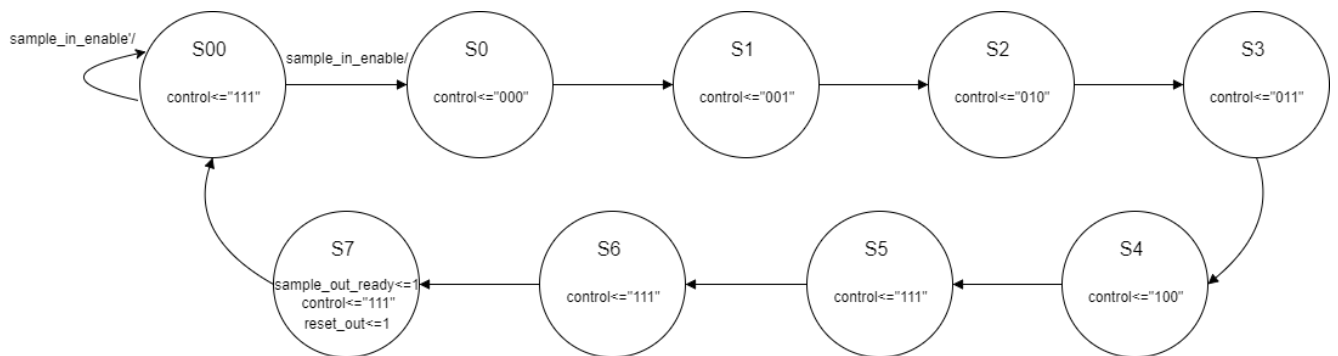 sample_in_enable'/
S00
control<="111"
sample_in_enable/
S0
control<="000"
S1
control<="001"
S2
control<="010"
S3
control<="011"
S7
sample_out_ready<=1
control<="111"
reset_out<=1
S6
control<="111"
S5
control<="111"
S4
control<="100"